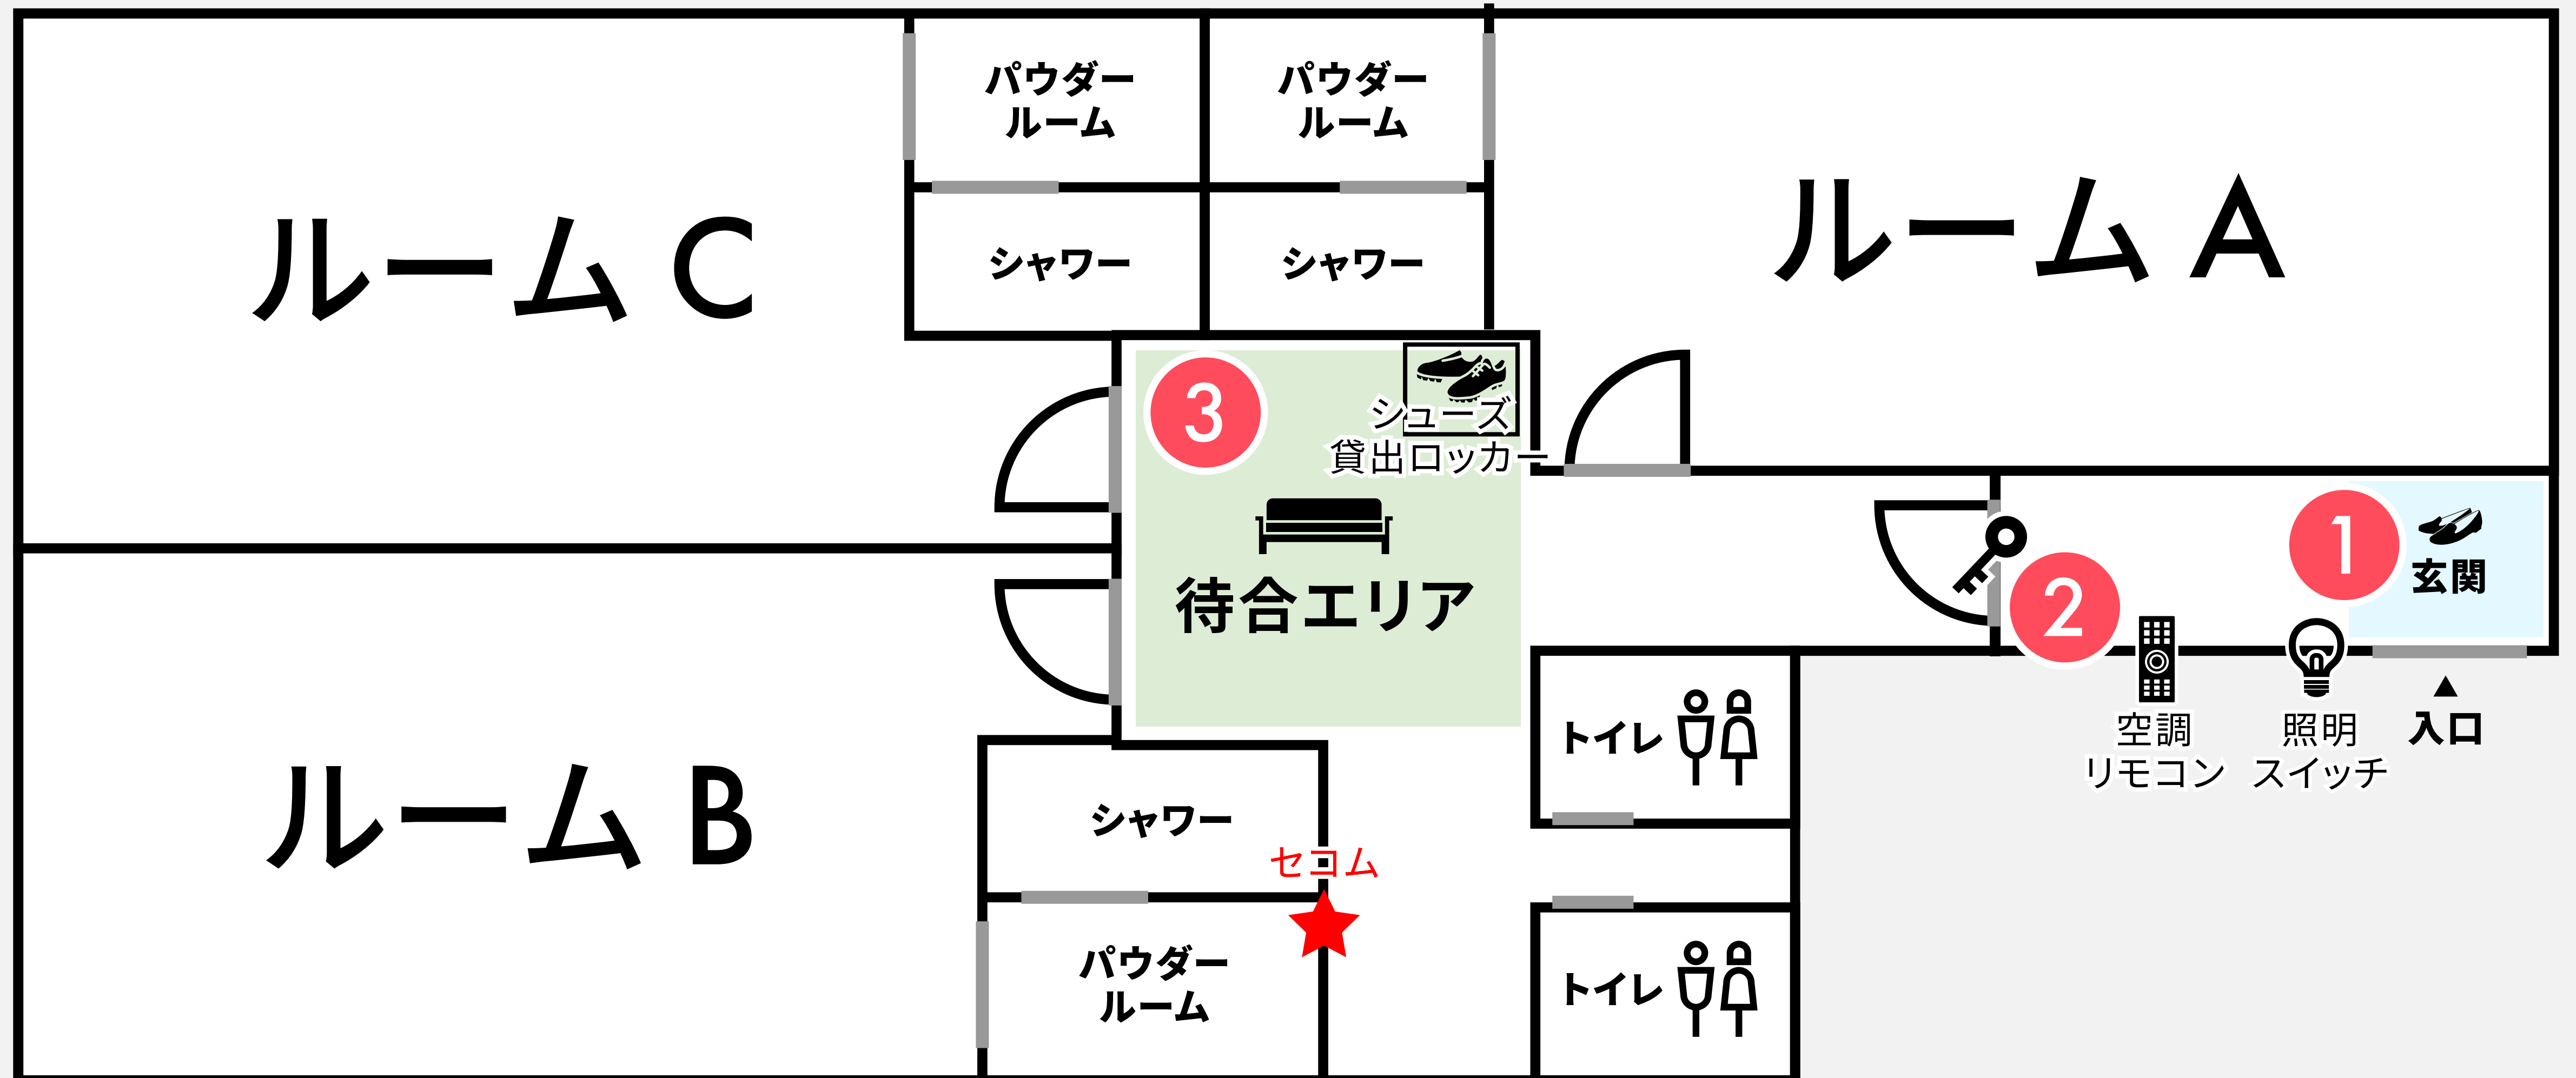 パウダー
ルーム
パウダー
ルーム
シャワー
シャワー
ルーム C
ルーム A
3
シューズ
貸出ロッカー
待合エリア
1
玄関
2
空調
リモコン
照明
スイッチ
▲
入口
ルーム B
シャワー
セコム
パウダー
ルーム
トイレ
トイレ